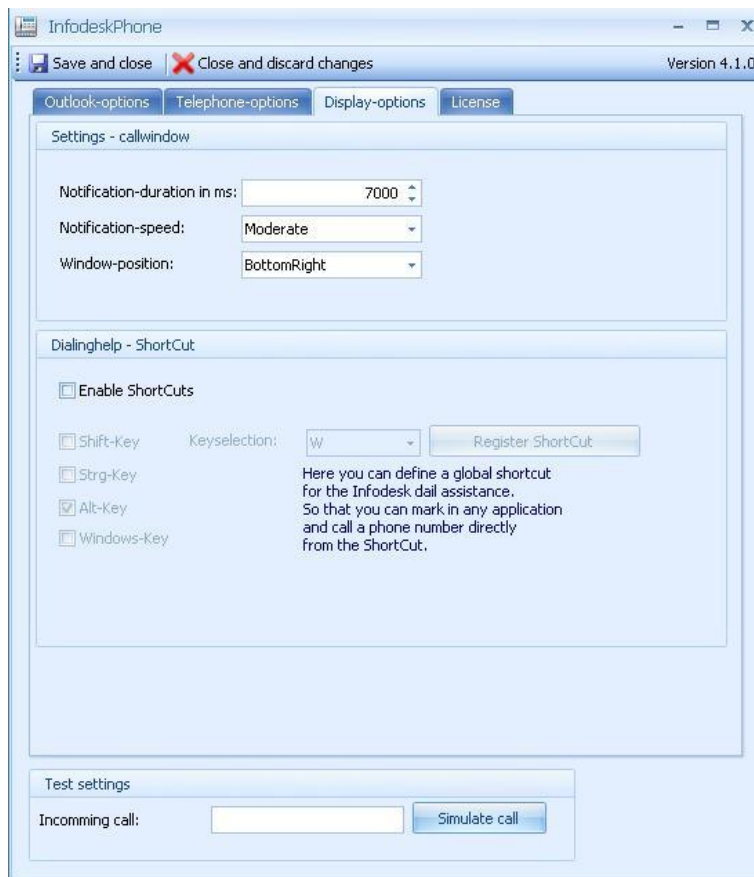 InfodeskPhone
Save and close Close and discard changes Version 4.1.0
Outlook-options Telephone-options Display-options License
Settings - callwindow
Notification-duration in ms: 7000
Notification-speed: Moderate
Window-position: BottomRight
Dialinghelp - ShortCut
Enable ShortCuts
Shift-Key Keyselection: W Register ShortCut
Strg-Key
Alt-Key
Windows-Key
Here you can define a global shortcut
for the Infodesk dail assistance.
So that you can mark in any application
and call a phone number directly
from the ShortCut.
Test settings
Incomming call: Simulate call